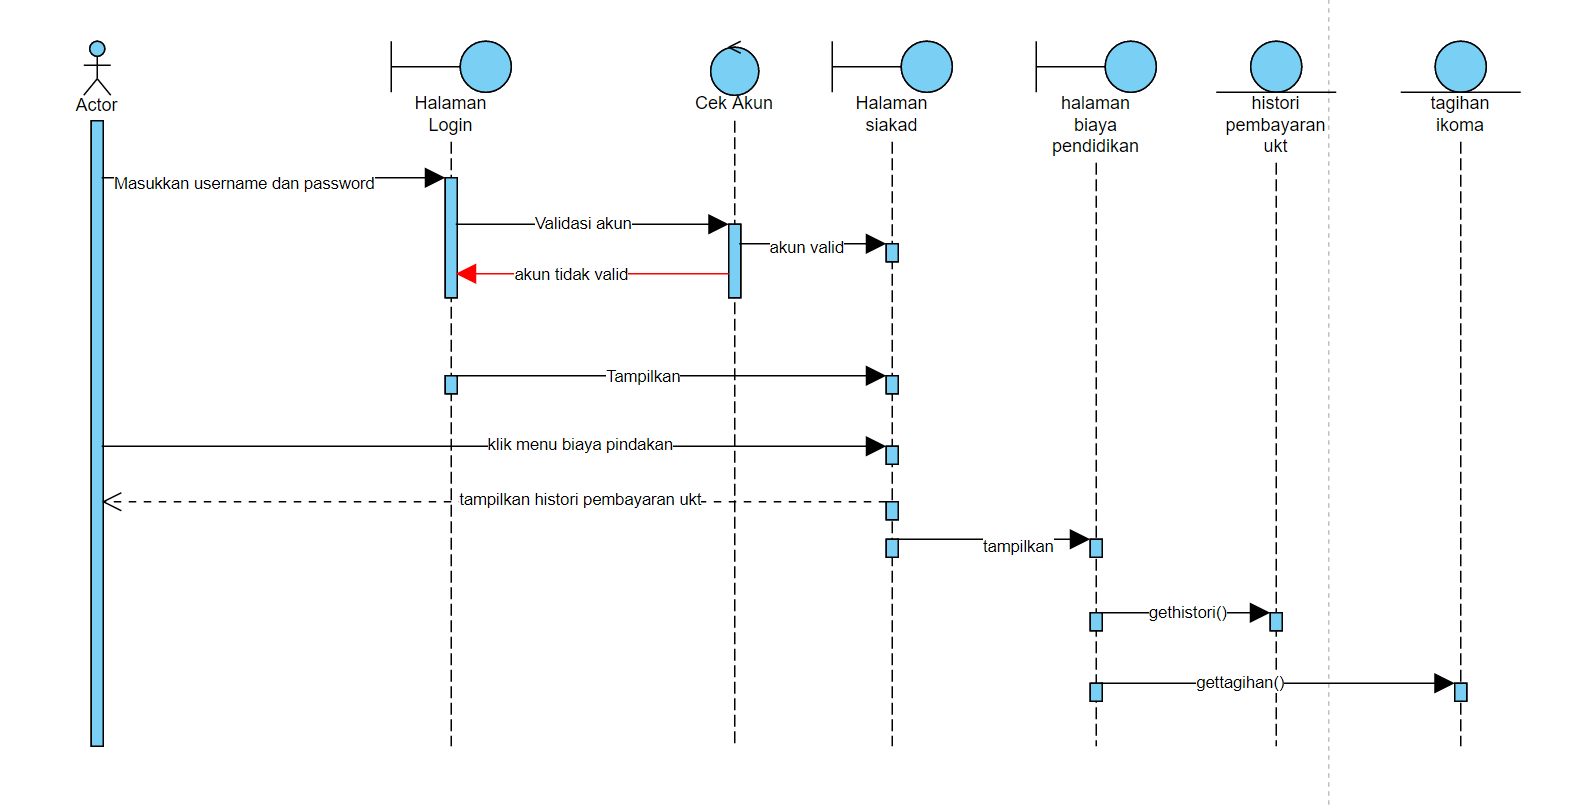 Actor
Halaman
Login
Cek Akun
Halaman
siakad
halaman
biaya
pendidikan
histori
pembayaran
ukt
tagihan
ikoma
Masukkan username dan password
Validasi akun
akun valid
akun tidak valid
Tampilkan
klik menu biaya pindakan
tampilkan histori pembayaran ukt
tampilkan
gethistori()
gettagihan()